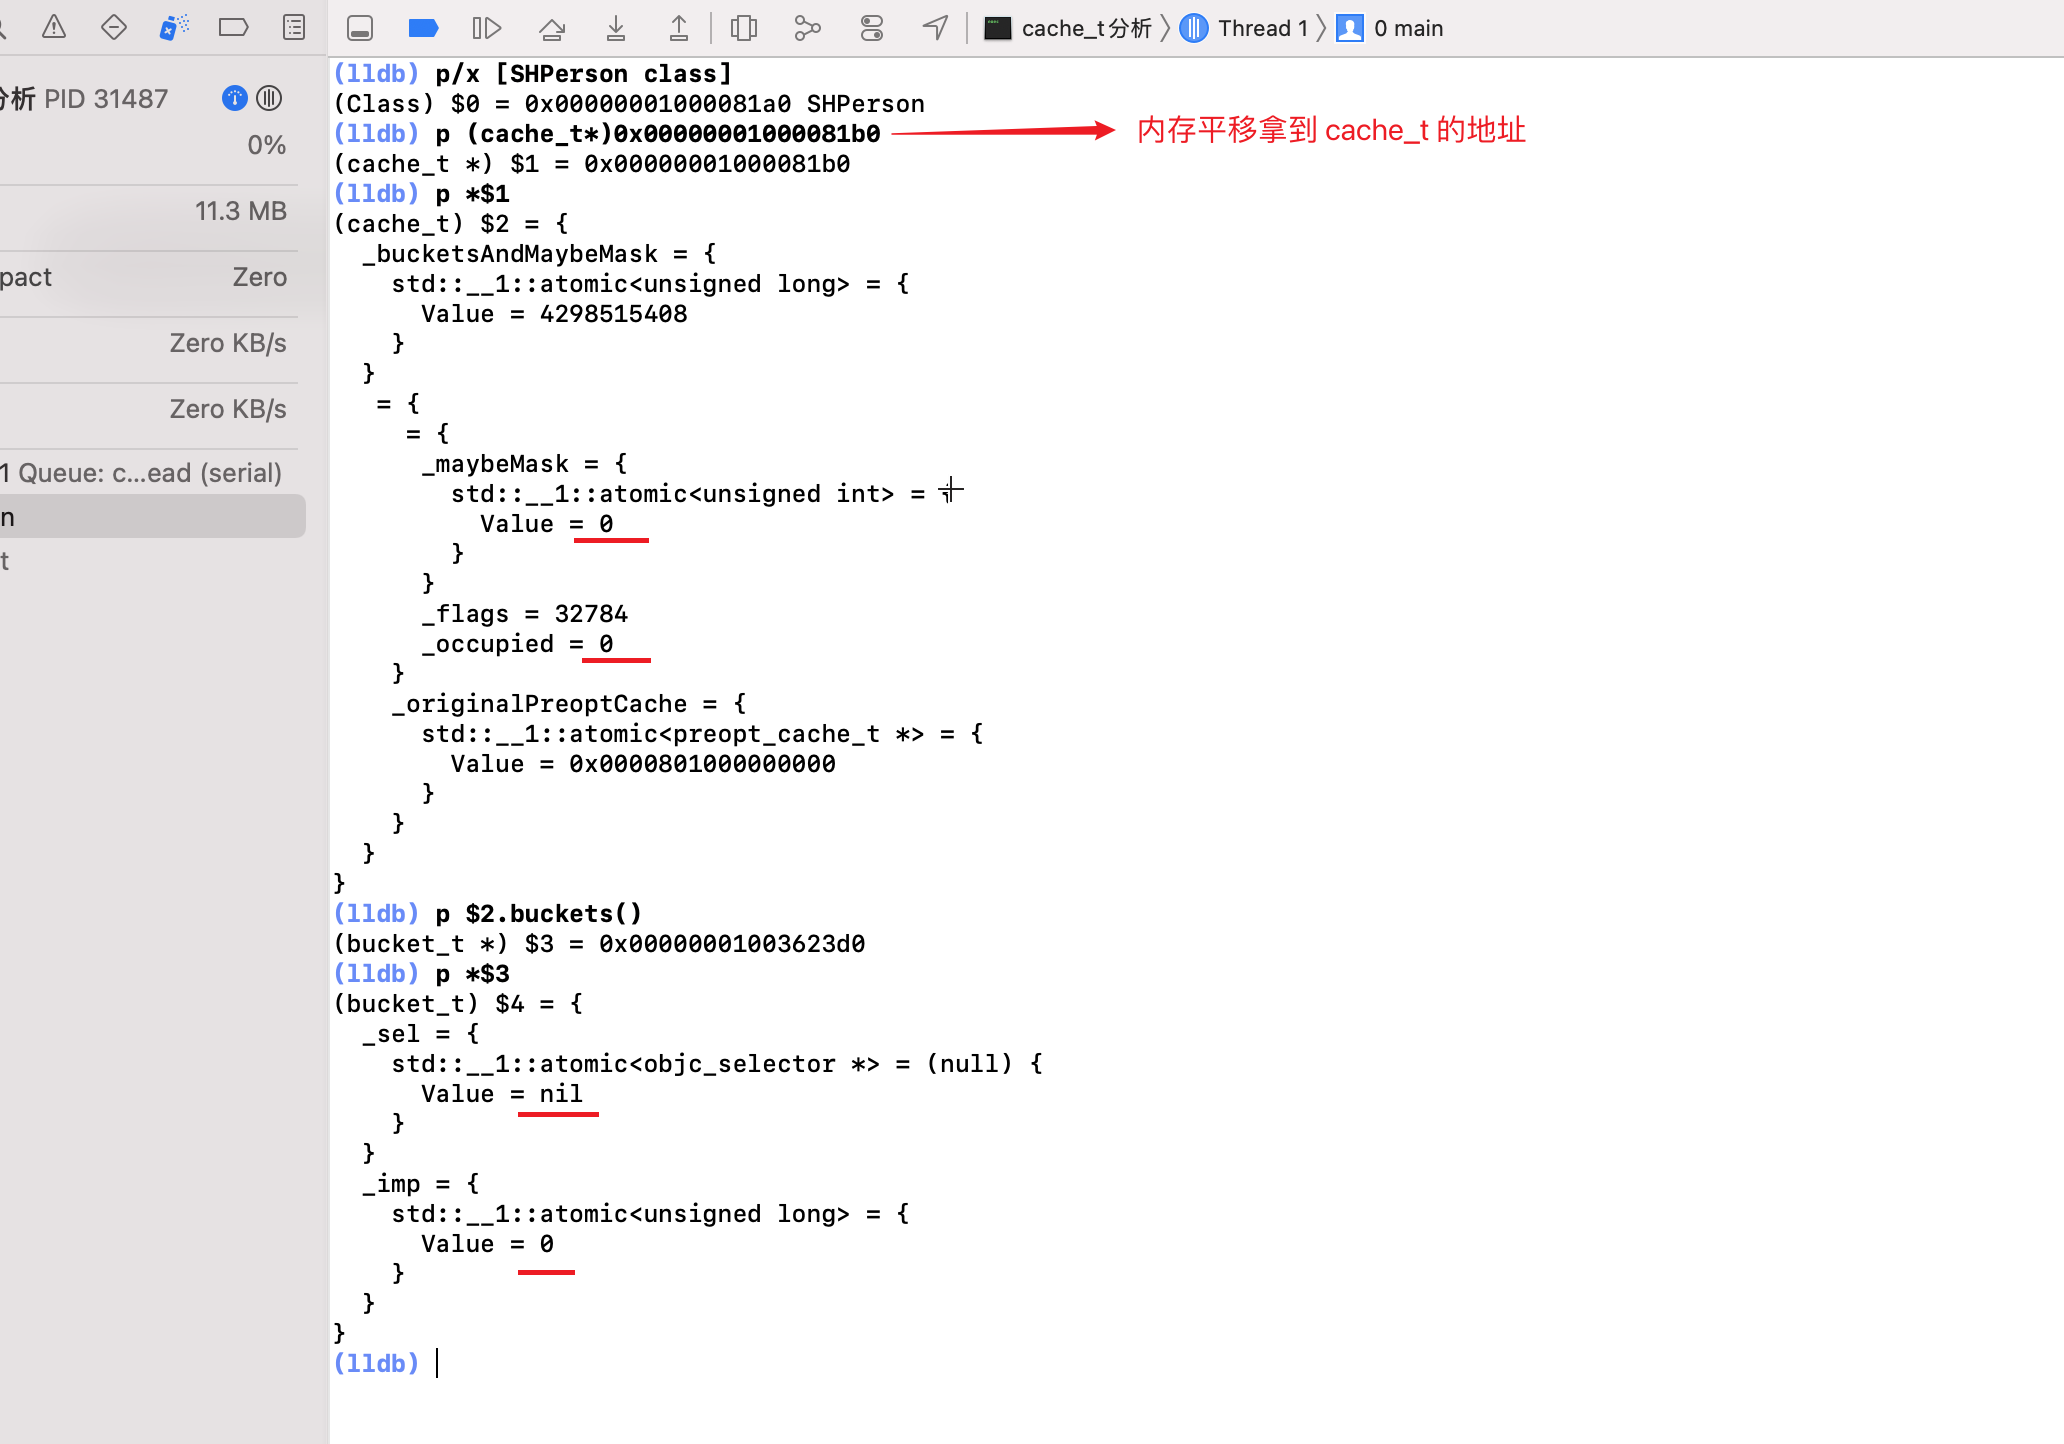 cache_t分析 〉 Thread 1 〉 0 main
分析 PID 31487
0%
11.3 MB
pact Zero
Zero KB/s
Zero KB/s
1 Queue: c...ead (serial)
n
t
(lldb) p/x [SHPerson class]
(Class) $0 = 0x00000001000081a0 SHPerson
(lldb) p (cache_t*)0x00000001000081b0
内存平移拿到 cache_t 的地址
(cache_t *) $1 = 0x00000001000081b0
(lldb) p *$1
(cache_t) $2 = {
  _bucketsAndMaybeMask = {
    std::__1::atomic<unsigned long> = {
      Value = 4298515408
    }
  }
   = {
     = {
      _maybeMask = {
        std::__1::atomic<unsigned int> = {
          Value = 0
        }
      }
      _flags = 32784
      _occupied = 0
    }
    _originalPreoptCache = {
      std::__1::atomic<preopt_cache_t *> = {
        Value = 0x0000801000000000
      }
    }
  }
}
(lldb) p $2.buckets()
(bucket_t *) $3 = 0x00000001003623d0
(lldb) p *$3
(bucket_t) $4 = {
  _sel = {
    std::__1::atomic<objc_selector *> = (null) {
      Value = nil
    }
  }
  _imp = {
    std::__1::atomic<unsigned long> = {
      Value = 0
    }
  }
}
(lldb)